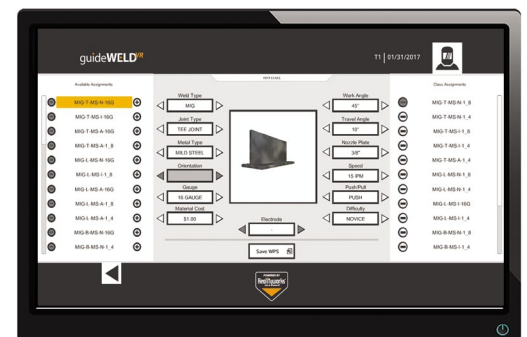 guideWELD VR
T1 | 01/31/2017
Available Assignments
Class Assignments
MIG-T-MS-N-16G
MIG-T-MS-I-16G
MIG-T-MS-A-16G
MIG-T-MS-A-1_8
MIG-L-MS-N-16G
MIG-L-MS-I-1_8
MIG-L-MS-A-16G
MIG-L-MS-A-1_8
MIG-L-MS-A-1_4
MIG-B-MS-N-16G
MIG-B-MS-N-1_4
Weld Type
MIG
Joint Type
TEE JOINT
Metal Type
MILD STEEL
Orientation
Gauge
16 GAUGE
Material Cost
$1.00
Electrode
-
Save WPS
Work Angle
45°
Travel Angle
10°
Nozzle Plate
3/8"
Speed
15 IPM
Push/Pull
PUSH
Difficulty
NOVICE
MIG-T-MS-N-1_8
MIG-T-MS-N-1_4
MIG-T-MS-I-1_8
MIG-T-MS-I-1_4
MIG-T-MS-A-1_4
MIG-L-MS-N-1_8
MIG-L-MS-N-1_4
MIG-L-MS-I-16G
MIG-L-MS-I-1_4
MIG-B-MS-N-1_8
MIG-B-MS-I-1_4
POWERED BY
Realityworks